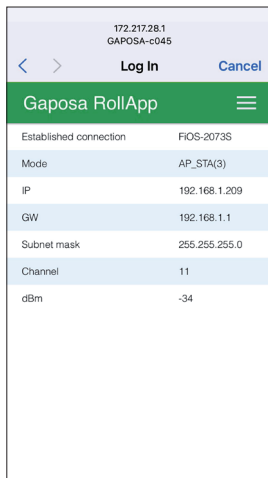 172.217.28.1
GAPOSA-c045
Log In Cancel
Gaposa RollApp
Established connection FiOS-2073S
Mode AP_STA(3)
IP 192.168.1.209
GW 192.168.1.1
Subnet mask 255.255.255.0
Channel 11
dBm -34